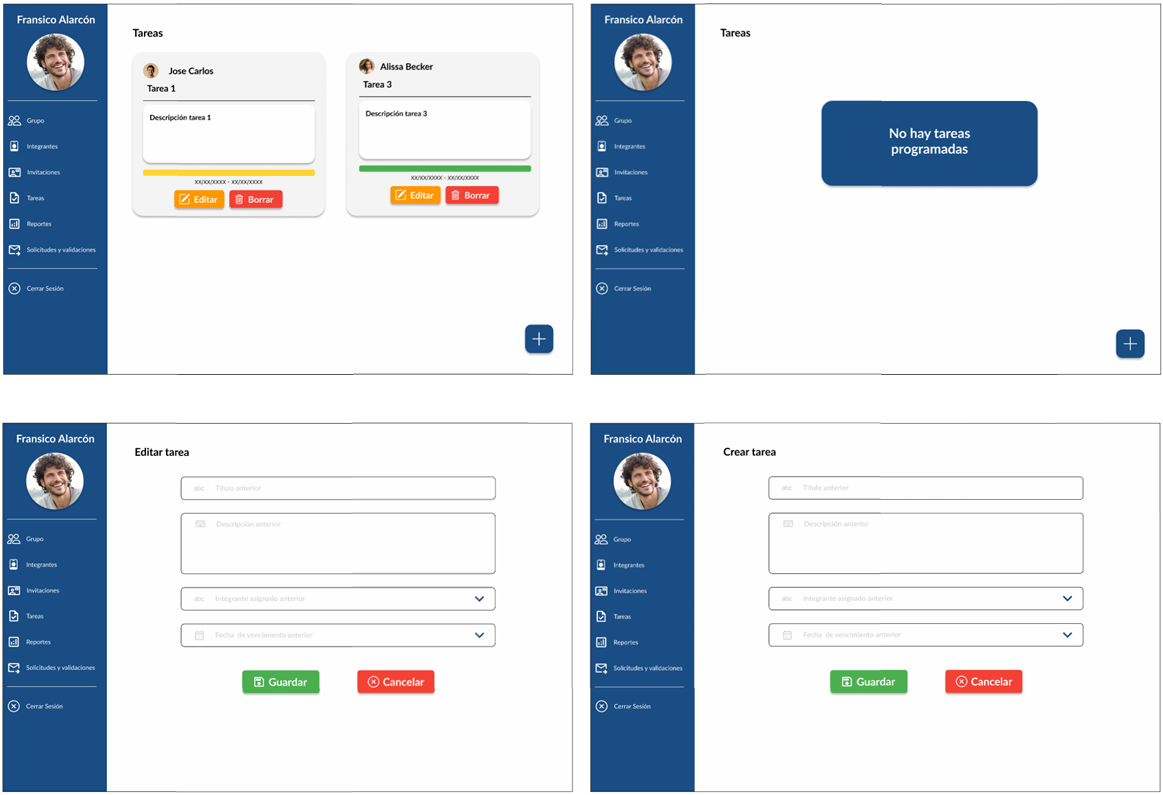 Fransico Alarcón
Grupo
Integrantes
Invitaciones
Tareas
Reportes
Solicitudes y validaciones
Cerrar Sesión
Tareas
Jose Carlos
Tarea 1
Descripción tarea 1
xx/xx/xxxx - xx/xx/xxxx
Editar
Borrar
Alissa Becker
Tarea 3
Descripción tarea 3
xx/xx/xxxx - xx/xx/xxxx
Editar
Borrar
Fransico Alarcón
Grupo
Integrantes
Invitaciones
Tareas
Reportes
Solicitudes y validaciones
Cerrar Sesión
Tareas
No hay tareas
programadas
Fransico Alarcón
Grupo
Integrantes
Invitaciones
Tareas
Reportes
Solicitudes y validaciones
Cerrar Sesión
Editar tarea
abc Título anterior
Descripción anterior
abc Integrante asignado anterior
Fecha de vencimiento anterior
Guardar
Cancelar
Fransico Alarcón
Grupo
Integrantes
Invitaciones
Tareas
Reportes
Solicitudes y validaciones
Cerrar Sesión
Crear tarea
abc Título anterior
Descripción anterior
abc Integrante asignado anterior
Fecha de vencimiento anterior
Guardar
Cancelar